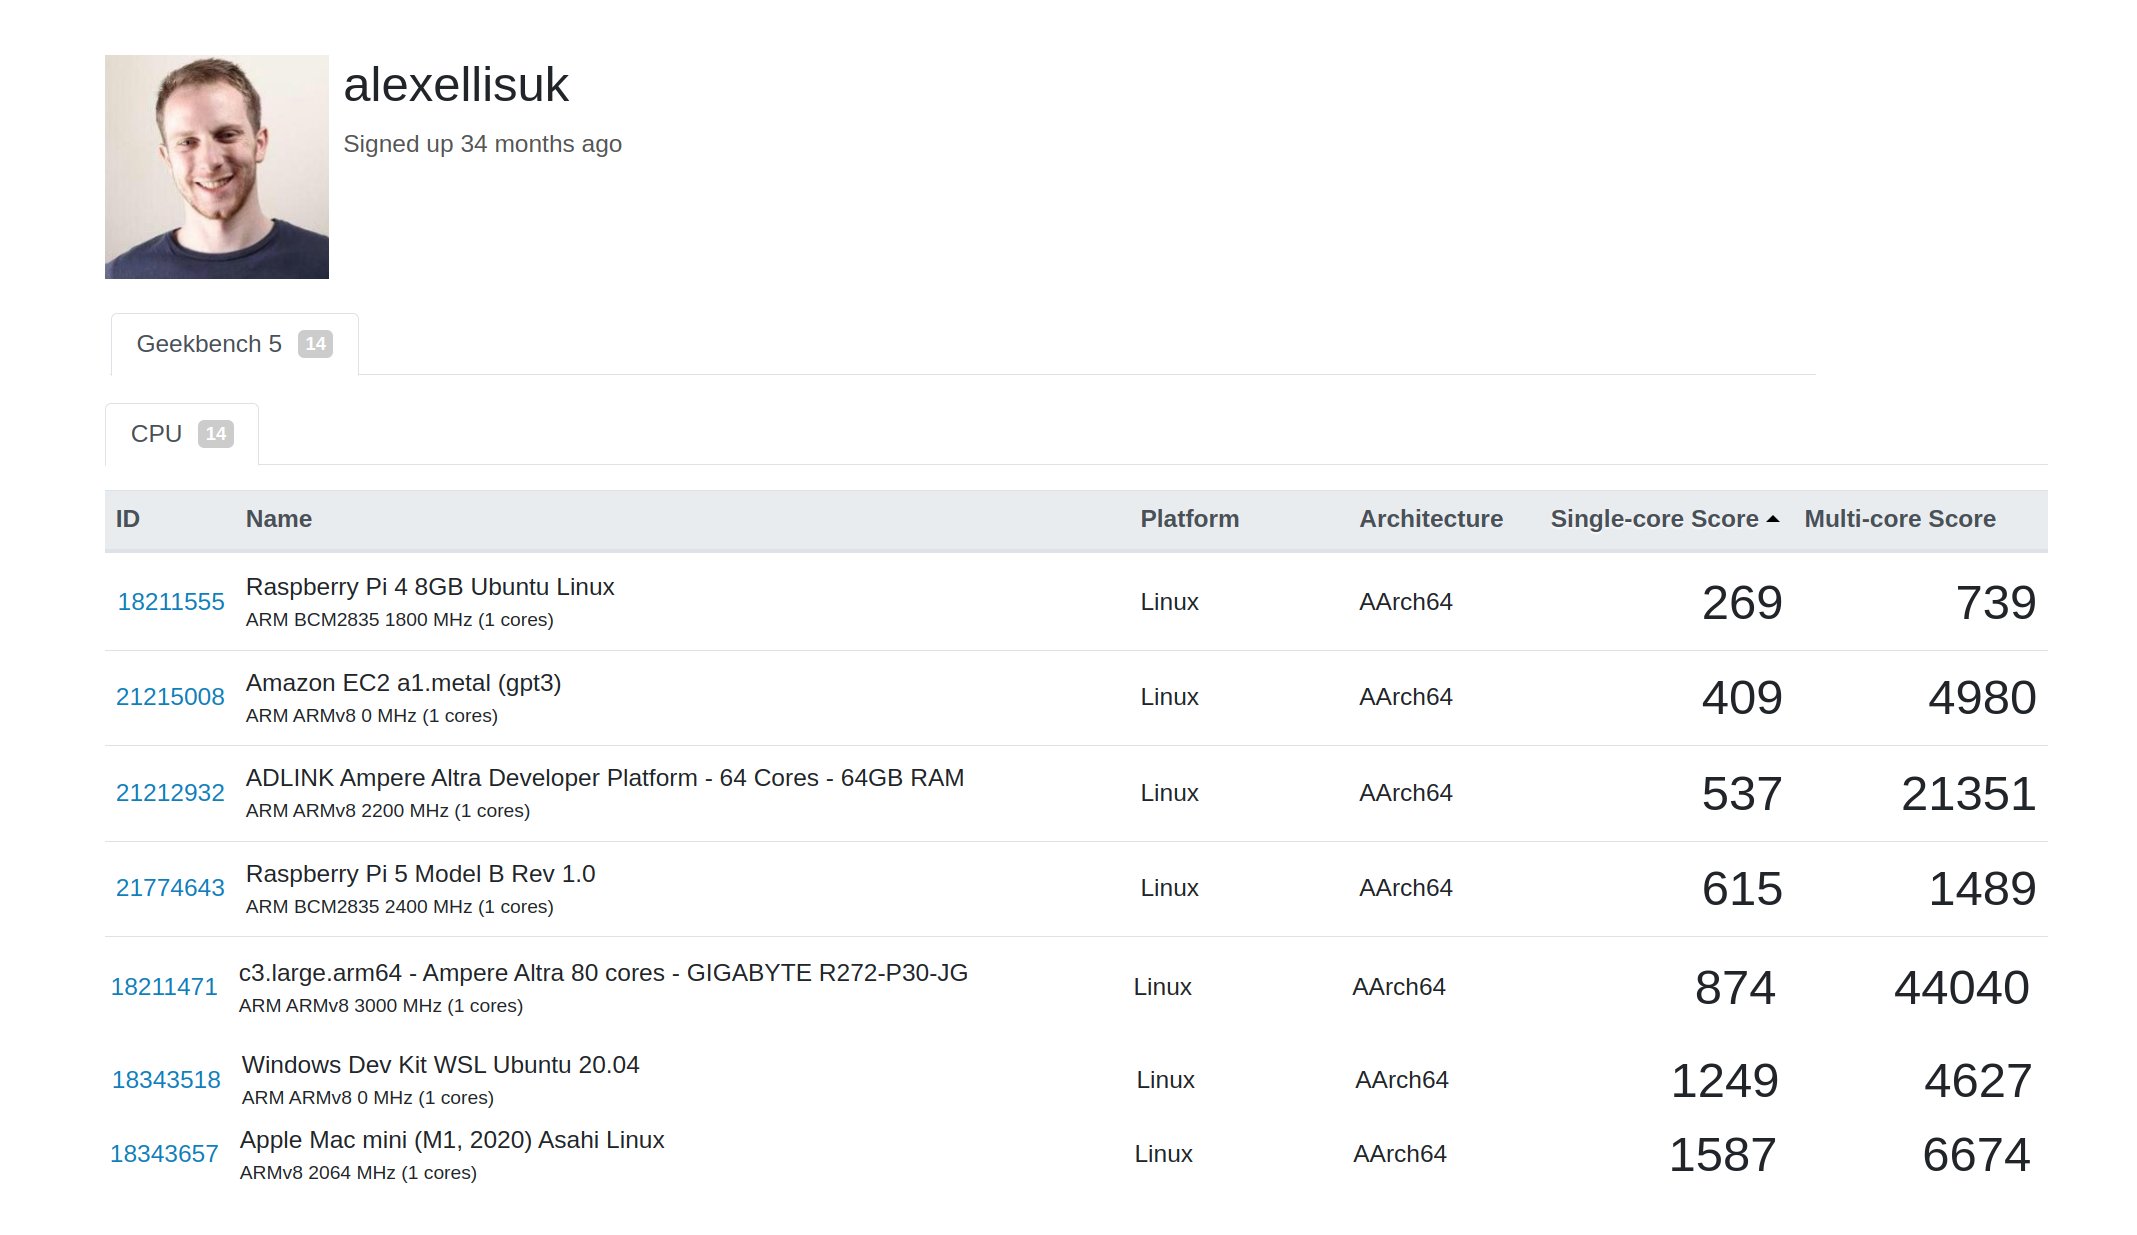 alexellisuk
Signed up 34 months ago
Geekbench 5 14
CPU 14
ID Name Platform Architecture Single-core Score Multi-core Score
Raspberry Pi 4 8GB Ubuntu Linux
18211555 Linux AArch64 269 739
ARM BCM2835 1800 MHz (1 cores)
Amazon EC2 a1.metal (gpt3)
21215008 Linux AArch64 409 4980
ARM ARMv8 0 MHz (1 cores)
ADLINK Ampere Altra Developer Platform - 64 Cores - 64GB RAM
21212932 Linux AArch64 537 21351
ARM ARMv8 2200 MHz (1 cores)
Raspberry Pi 5 Model B Rev 1.0
21774643 Linux AArch64 615 1489
ARM BCM2835 2400 MHz (1 cores)
c3.large.arm64 - Ampere Altra 80 cores - GIGABYTE R272-P30-JG
18211471 Linux AArch64 874 44040
ARM ARMv8 3000 MHz (1 cores)
Windows Dev Kit WSL Ubuntu 20.04
18343518 Linux AArch64 1249 4627
ARM ARMv8 0 MHz (1 cores)
Apple Mac mini (M1, 2020) Asahi Linux
18343657 Linux AArch64 1587 6674
ARMv8 2064 MHz (1 cores)